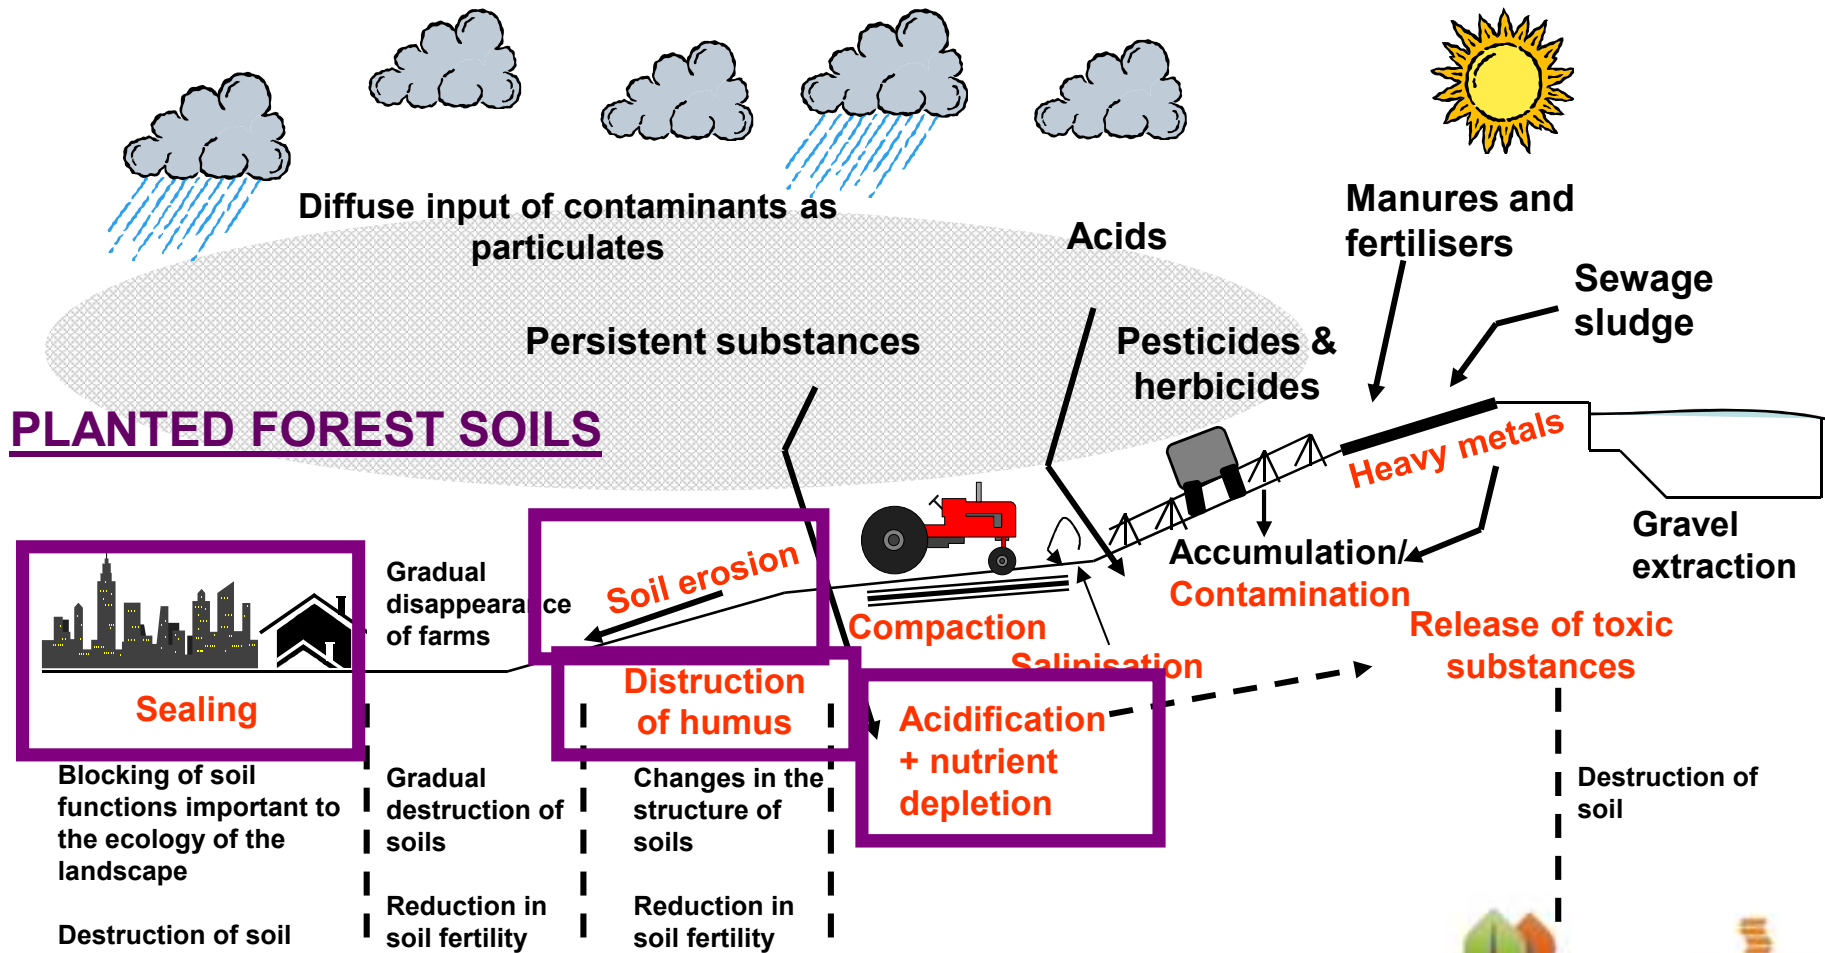 Diffuse input of contaminants as
particulates
Acids
Manures and
fertilisers
Sewage
sludge
Persistent substances
Pesticides &
herbicides
PLANTED FOREST SOILS
Heavy metals
Gravel
extraction
Gradual
disappearance
of farms
Soil erosion
Accumulation/
Contamination
Compaction
Salinisation
Release of toxic
substances
Sealing
Distruction
of humus
Acidification
+ nutrient
depletion
Blocking of soil
functions important to
the ecology of the
landscape
Destruction of soil
Gradual
destruction of
soils
Reduction in
soil fertility
Changes in the
structure of
soils
Reduction in
soil fertility
Destruction of
soil